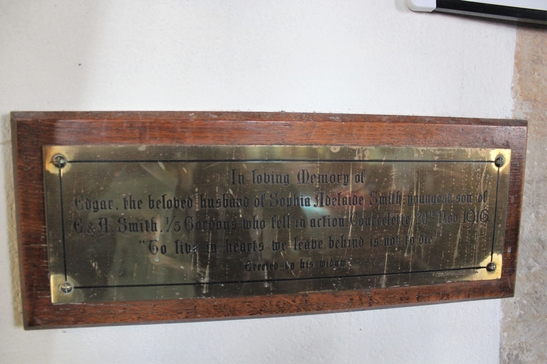 In loving Memory of
Edgar, the beloved husband of Sophia Adelaide Smith, youngest son of
Smith, 1/5 Gordons who fell in action Nov. 1916.
"To live in hearts we leave behind is not to die"
Erected by his widow.